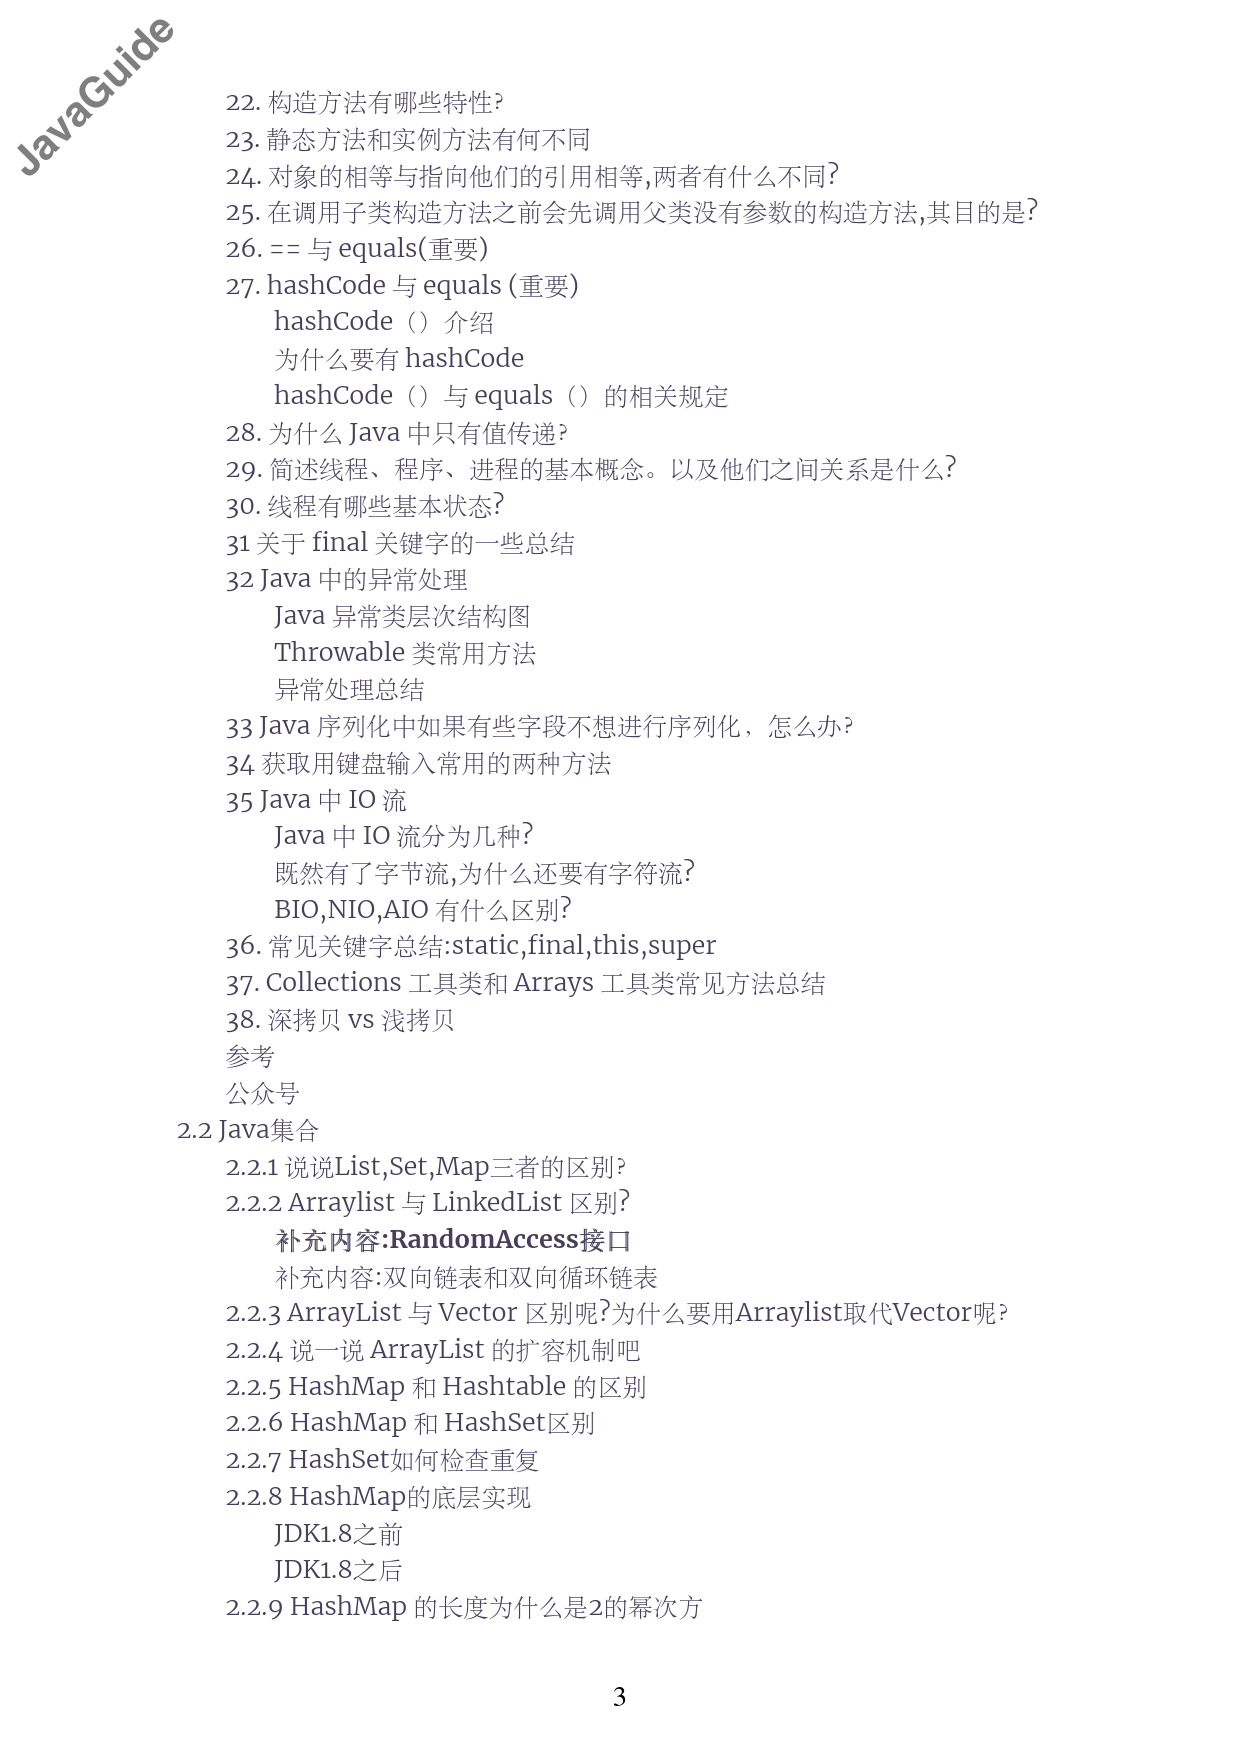 JavaGuide
22. 构造方法有哪些特性?
23. 静态方法和实例方法有何不同
24. 对象的相等与指向他们的引用相等,两者有什么不同?
25. 在调用子类构造方法之前会先调用父类没有参数的构造方法,其目的是?
26. == 与 equals(重要)
27. hashCode 与 equals (重要)
hashCode（）介绍
为什么要有 hashCode
hashCode（）与 equals（）的相关规定
28. 为什么 Java 中只有值传递?
29. 简述线程、程序、进程的基本概念。以及他们之间关系是什么?
30. 线程有哪些基本状态?
31 关于 final 关键字的一些总结
32 Java 中的异常处理
Java 异常类层次结构图
Throwable 类常用方法
异常处理总结
33 Java 序列化中如果有些字段不想进行序列化，怎么办?
34 获取用键盘输入常用的两种方法
35 Java 中 IO 流
Java 中 IO 流分为几种?
既然有了字节流,为什么还要有字符流?
BIO,NIO,AIO 有什么区别?
36. 常见关键字总结:static,final,this,super
37. Collections 工具类和 Arrays 工具类常见方法总结
38. 深拷贝 vs 浅拷贝
参考
公众号
2.2 Java集合
2.2.1 说说List,Set,Map三者的区别?
2.2.2 Arraylist 与 LinkedList 区别?
补充内容:RandomAccess接口
补充内容:双向链表和双向循环链表
2.2.3 ArrayList 与 Vector 区别呢?为什么要用Arraylist取代Vector呢?
2.2.4 说一说 ArrayList 的扩容机制吧
2.2.5 HashMap 和 Hashtable 的区别
2.2.6 HashMap 和 HashSet区别
2.2.7 HashSet如何检查重复
2.2.8 HashMap的底层实现
JDK1.8之前
JDK1.8之后
2.2.9 HashMap 的长度为什么是2的幂次方
3